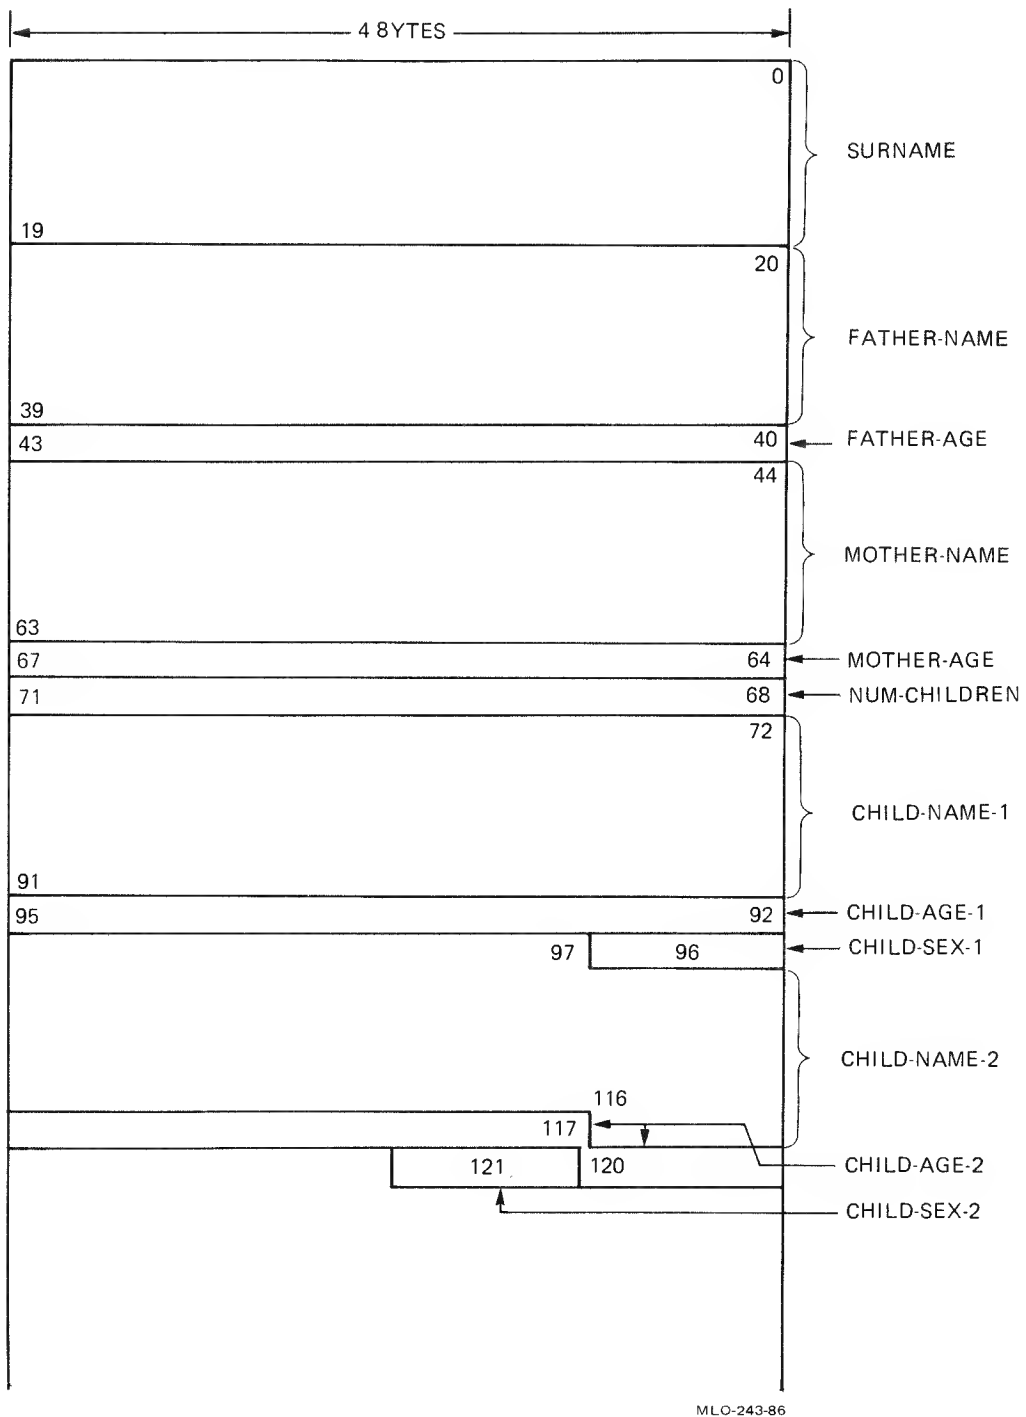 4 8YTES
0
SURNAME
19
20
FATHER-NAME
39
43 40 FATHER-AGE
44
MOTHER-NAME
63
67 64 MOTHER-AGE
71 68 NUM-CHILDREN
72
CHILD-NAME-1
91
95 92 CHILD-AGE-1
97 96 CHILD-SEX-1
CHILD-NAME-2
116
117
121 120 CHILD-AGE-2
CHILD-SEX-2
MLO-243-86